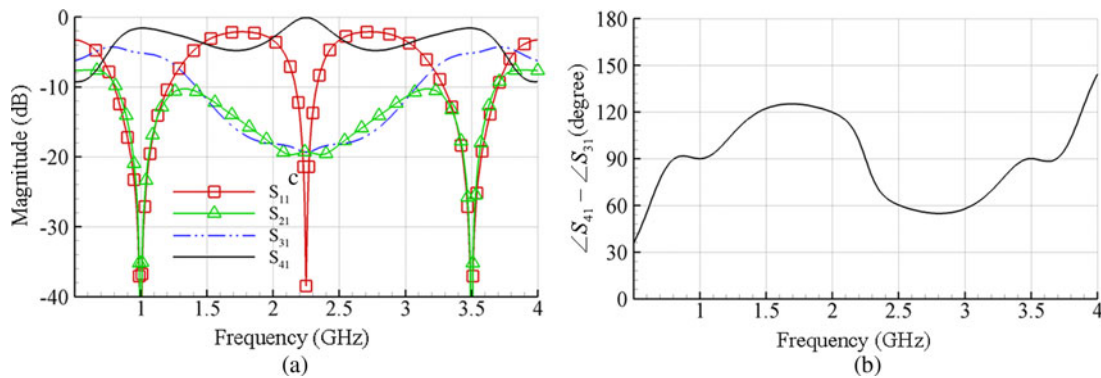 0
-10
-20
-30
-40
Magnitude (dB)
c
S11
S21
S31
S41
1 1.5 2 2.5 3 3.5 4
Frequency (GHz)
(a)
180
150
120
90
60
30
0
∠S41 − ∠S31(degree)
1 1.5 2 2.5 3 3.5 4
Frequency (GHz)
(b)